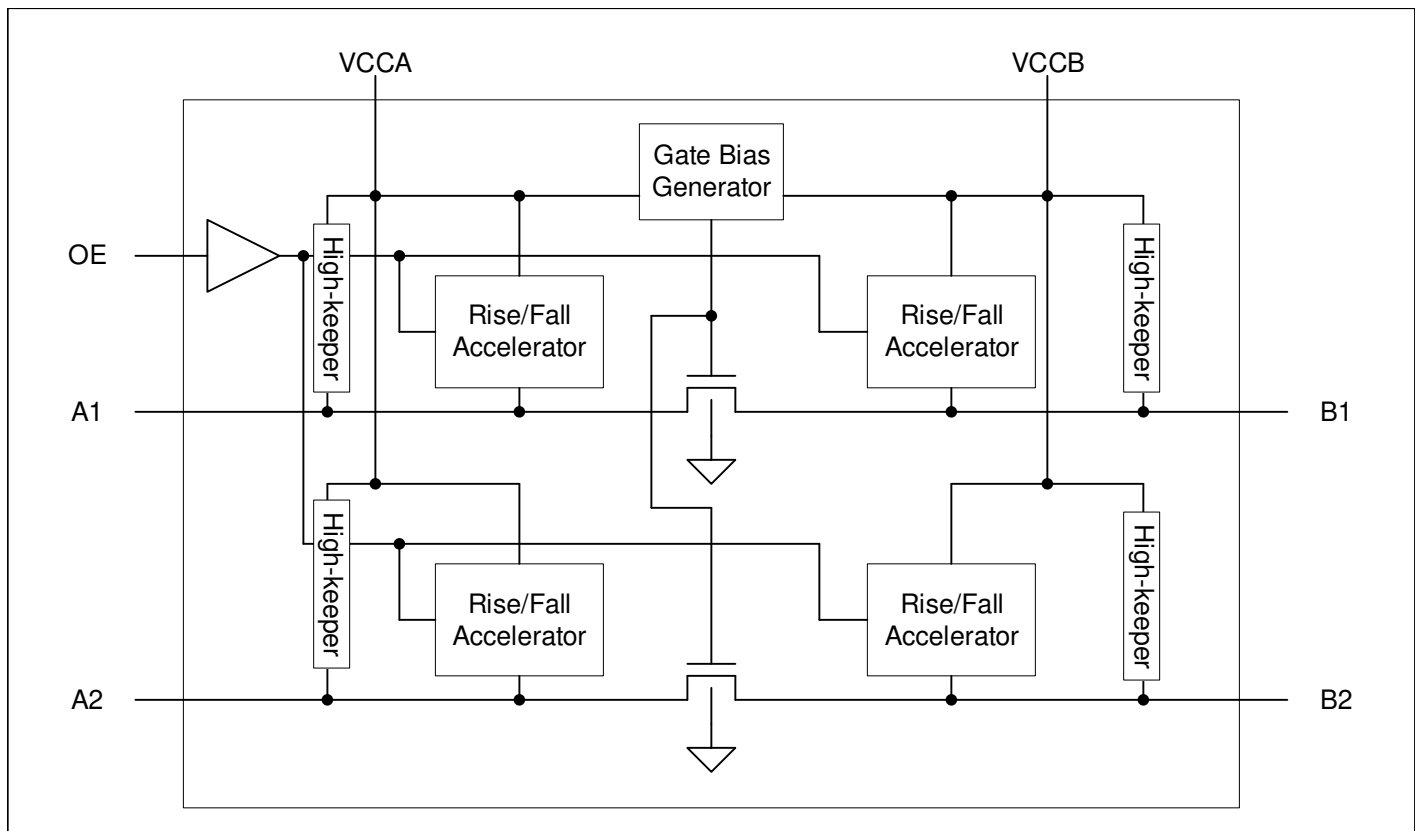 VCCA
VCCB
Gate Bias
Generator
OE
High-keeper
Rise/Fall
Accelerator
Rise/Fall
Accelerator
High-keeper
A1
B1
High-keeper
Rise/Fall
Accelerator
Rise/Fall
Accelerator
High-keeper
A2
B2